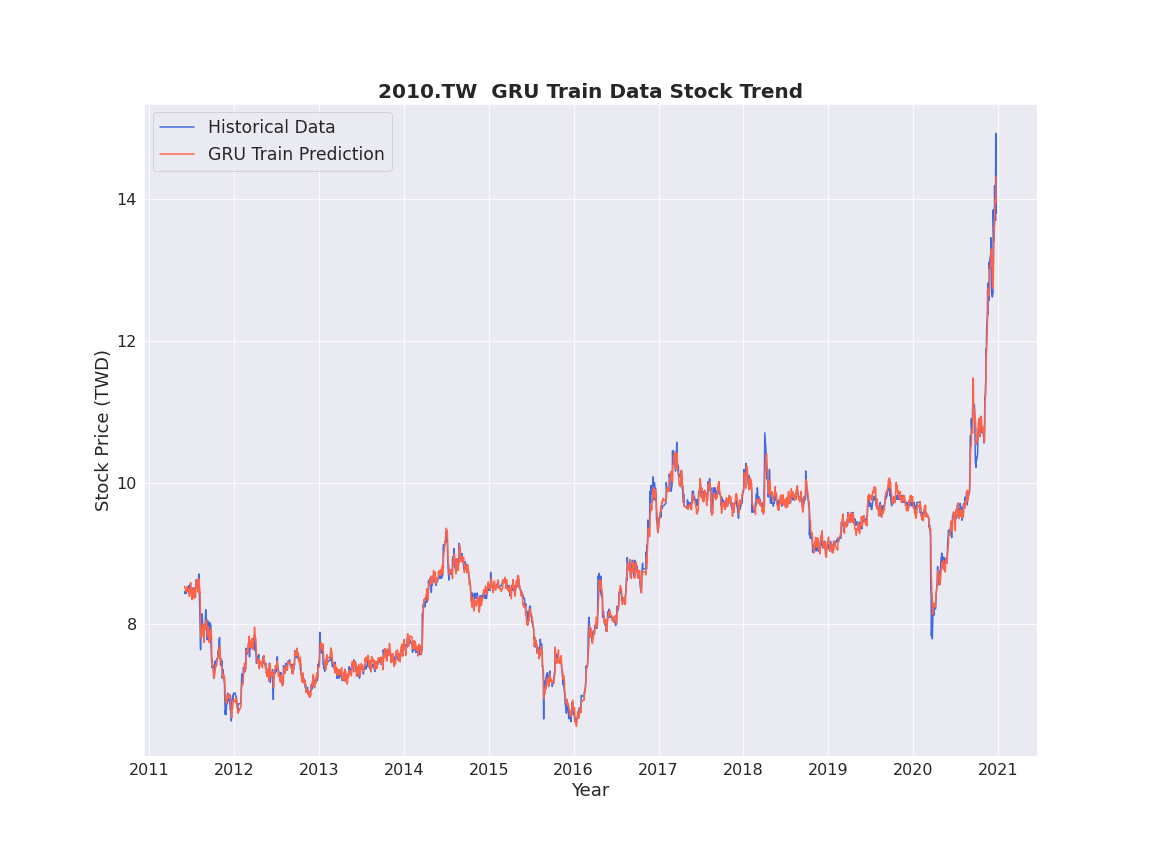 2010.TW  GRU Train Data Stock Trend
Historical Data
GRU Train Prediction
Stock Price (TWD)
14
12
10
8
2011 2012 2013 2014 2015 2016 2017 2018 2019 2020 2021
Year